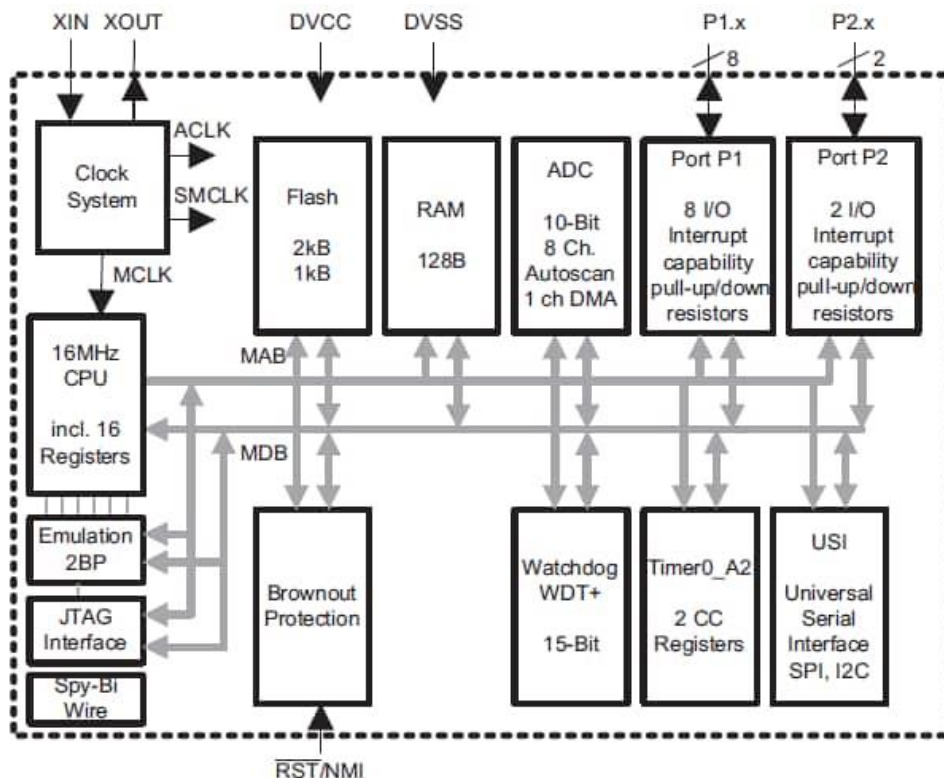 XIN
XOUT
DVCC
DVSS
P1.x
P2.x
8
2
Clock
System
ACLK
SMCLK
MCLK
Flash
2kB
1kB
RAM
128B
ADC
10-Bit
8 Ch.
Autoscan
1 ch DMA
Port P1
8 I/O
Interrupt
capability
pull-up/down
resistors
Port P2
2 I/O
Interrupt
capability
pull-up/down
resistors
16MHz
CPU
incl. 16
Registers
MAB
MDB
Emulation
2BP
JTAG
Interface
Spy-Bi
Wire
Brownout
Protection
Watchdog
WDT+
15-Bit
Timer0_A2
2 CC
Registers
USI
Universal
Serial
Interface
SPI, I2C
RST/NMI